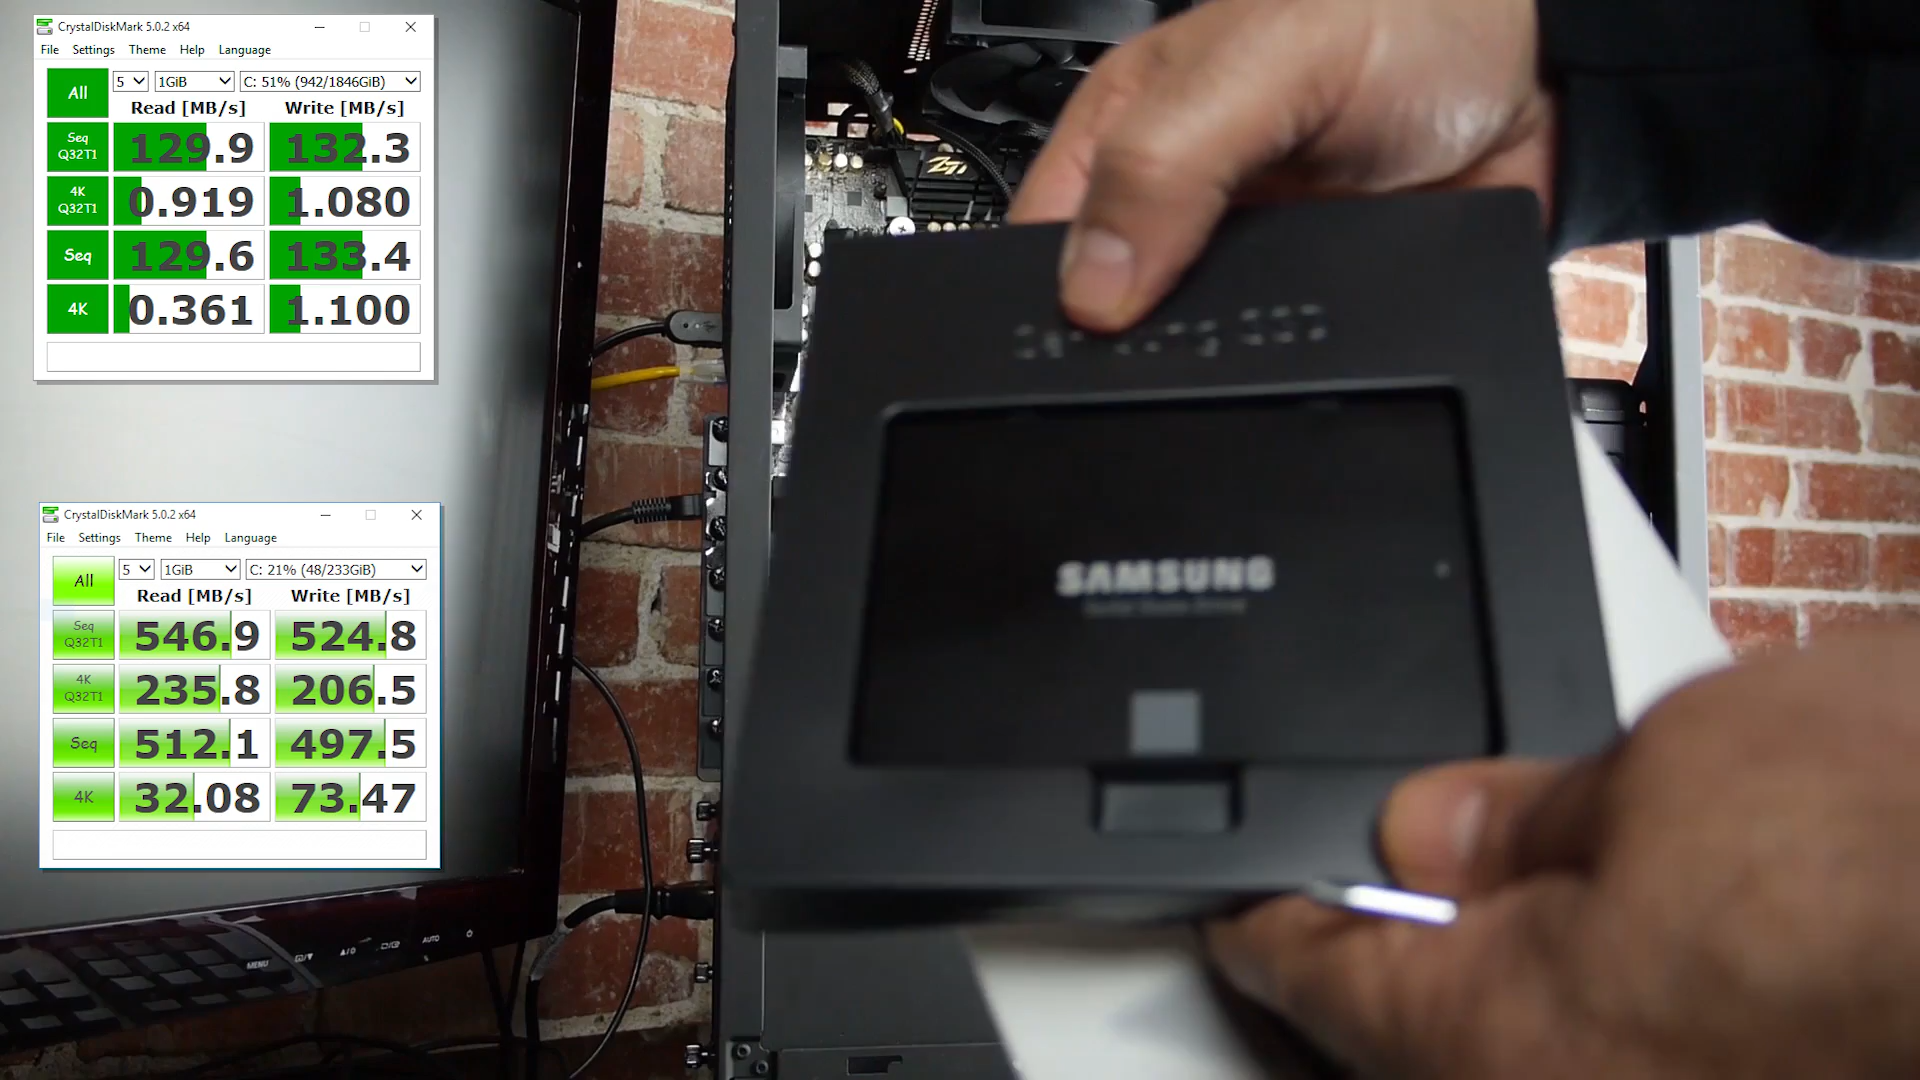 CrystalDiskMark 5.0.2 x64
File Settings Theme Help Language
All 5 1GiB C: 51% (942/1846GiB)
Read [MB/s] Write [MB/s]
Seq Q32T1 129.9 132.3
4K Q32T1 0.919 1.080
Seq 129.6 133.4
4K 0.361 1.100
CrystalDiskMark 5.0.2 x64
File Settings Theme Help Language
All 5 1GiB C: 21% (48/233GiB)
Read [MB/s] Write [MB/s]
Seq Q32T1 546.9 524.8
4K Q32T1 235.8 206.5
Seq 512.1 497.5
4K 32.08 73.47
SAMSUNG
MENU
AUTO